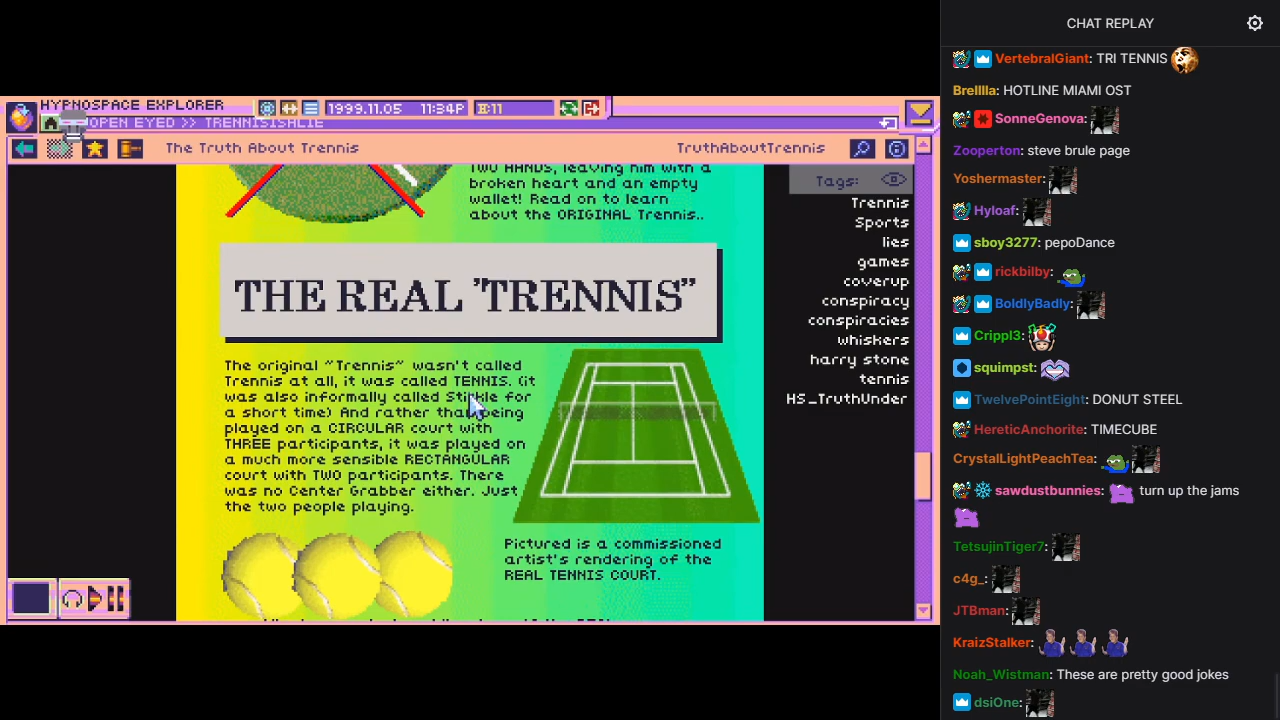 HYPNOSPACE EXPLORER
1999.11.05 11:34P
:11
OPEN EYED >> TRENNISISHLIE
The Truth About Trennis
TruthAboutTrennis
TWO HANDS, leaving him with a
broken heart and an empty
wallet! Read on to learn
about the ORIGINAL Trennis..
THE REAL "TRENNIS"
The original "Trennis" wasn't called
Trennis at all, it was called TENNIS. (it
was also informally called for
a short time) And rather than being
played on a CIRCULAR court with
THREE participants, it was played on
a much more sensible RECTANGULAR
court with TWO participants. There
was no Center Grabber either. Just
the two people playing.
Pictured is a commissioned
artist's rendering of the
REAL TENNIS COURT.
Tags:
Trennis
Sports
lies
games
coverup
conspiracy
conspiracies
whiskers
harry stone
tennis
HS_TruthUnder
CHAT REPLAY
VertebralGiant: TRI TENNIS
Brelllla: HOTLINE MIAMI OST
SonneGenova:
Zooperton: steve brule page
Yoshermaster:
Hyloaf:
sboy3277: pepoDance
rickbilby:
BoldlyBadly:
Crippl3:
squimpst:
TwelvePointEight: DONUT STEEL
HereticAnchorite: TIMECUBE
CrystalLightPeachTea:
sawdustbunnies: turn up the jams
TetsujinTiger7:
c4g_:
JTBman:
KraizStalker:
Noah_Wistman: These are pretty good jokes
dsiOne: